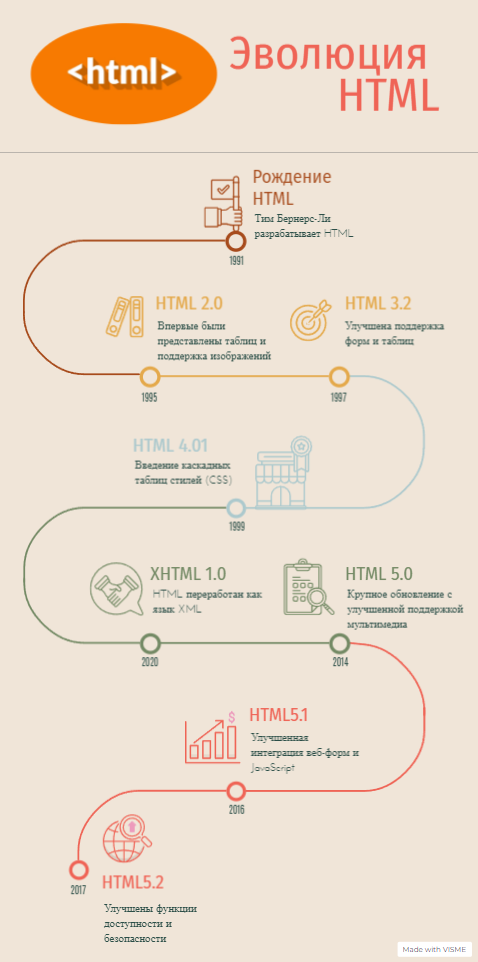 <html>
Эволюция
HTML
Рождение
HTML
Тим Бернерс-Ли
разрабатывает HTML
1991
HTML 2.0
Впервые были
представлены таблиц и
поддержка изображений
1995
HTML 3.2
Улучшена поддержка
форм и таблиц
1997
HTML 4.01
Введение каскадных
таблиц стилей (CSS)
1999
XHTML 1.0
HTML переработан как
язык XML
2020
HTML 5.0
Крупное обновление с
улучшенной поддержкой
мультимедиа
2014
HTML5.1
Улучшенная
интеграция веб-форм и
JavaScript
2016
2017
HTML5.2
Улучшены функции
доступности и
безопасности
Made with VISME